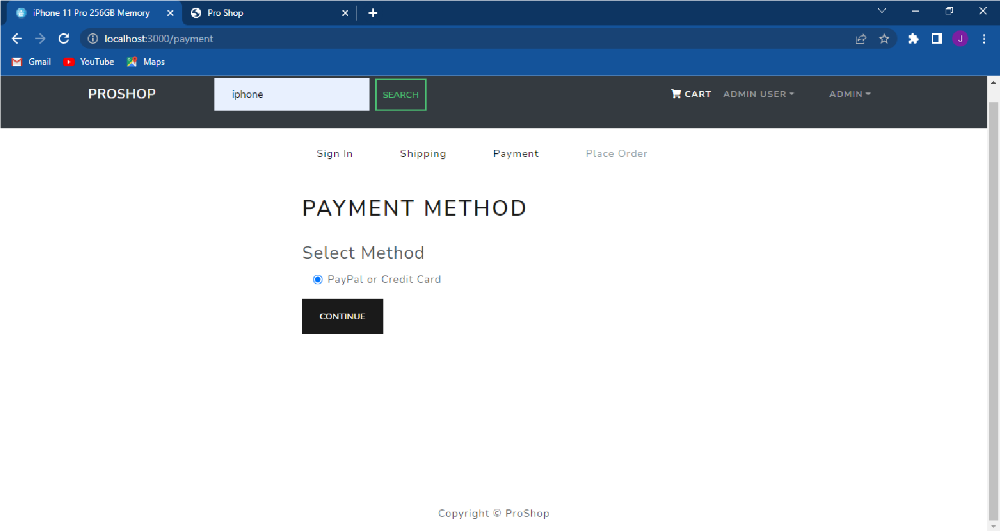 iPhone 11 Pro 256GB Memory
Pro Shop
localhost:3000/payment
J
Gmail
YouTube
Maps
PROSHOP
iphone
SEARCH
CART
ADMIN USER
ADMIN
Sign In
Shipping
Payment
Place Order
PAYMENT METHOD
Select Method
PayPal or Credit Card
CONTINUE
Copyright © ProShop